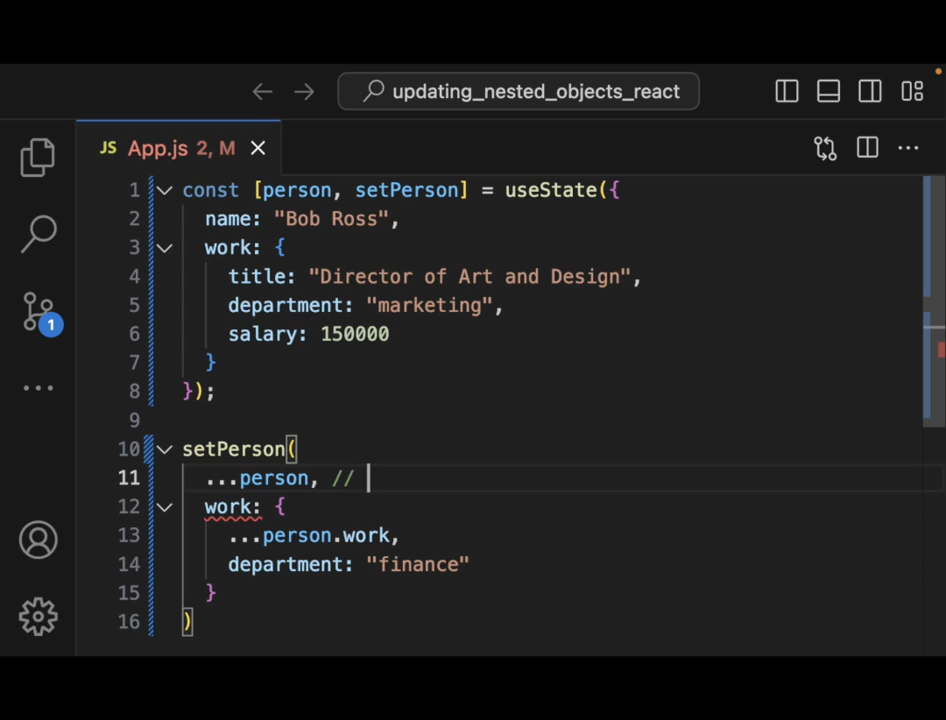 updating_nested_objects_react
JS App.js 2, M
1 const [person, setPerson] = useState({
2 name: "Bob Ross",
3 work: {
4 title: "Director of Art and Design",
5 department: "marketing",
6 salary: 150000
7 }
8 });
9
10 setPerson(
11 ...person, //
12 work: {
13 ...person.work,
14 department: "finance"
15 }
16 )
1